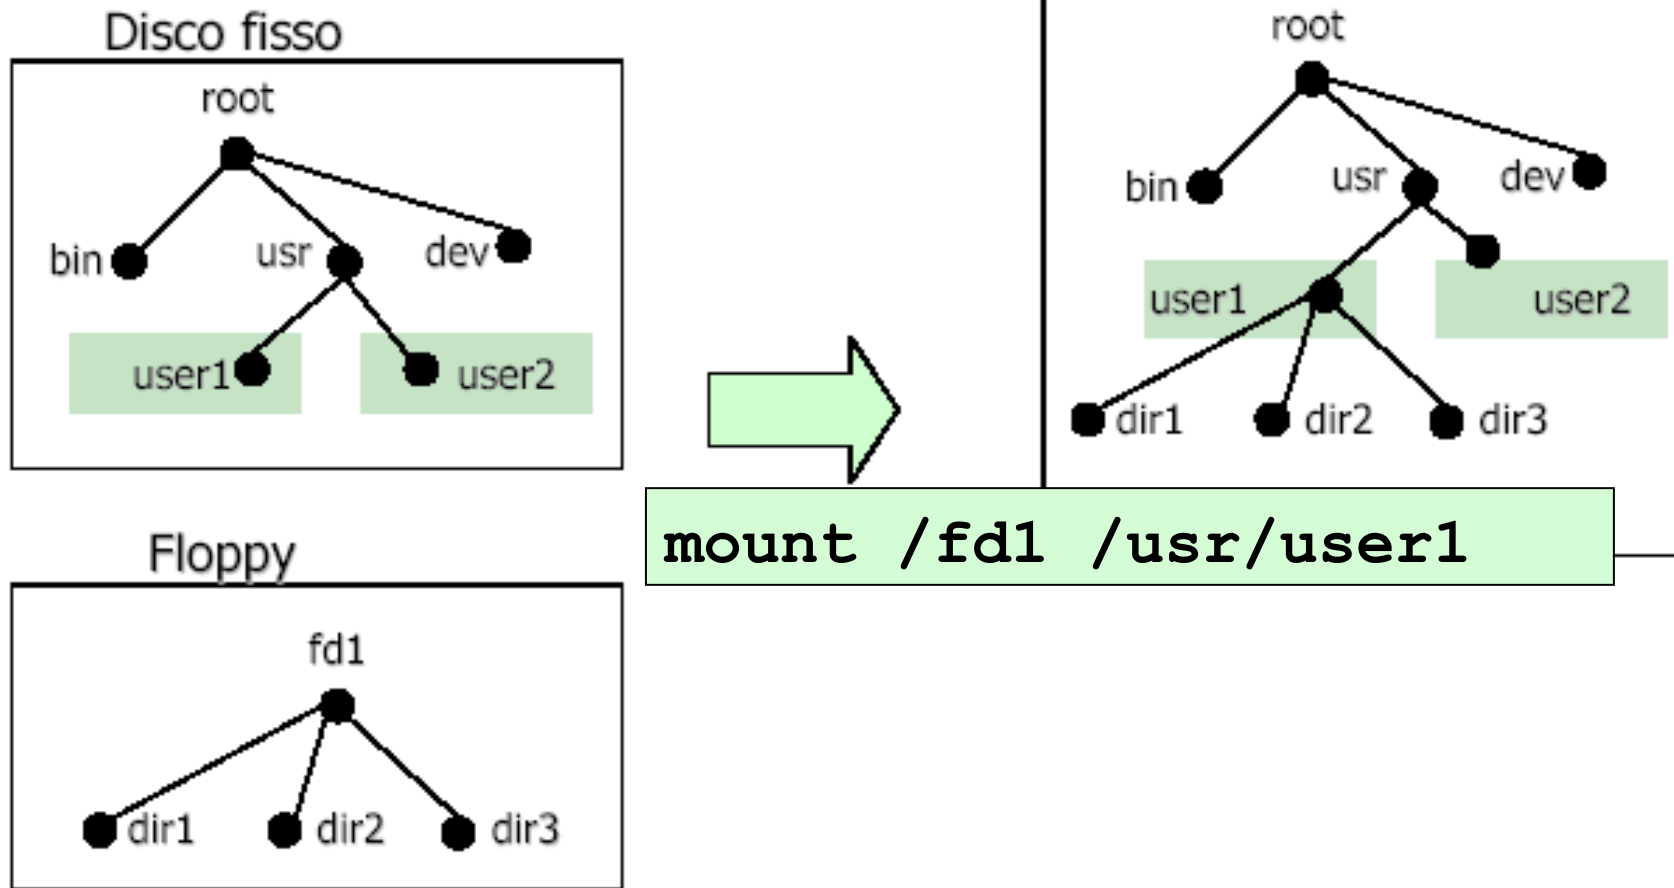 Disco fisso
root
bin usr dev
user1 user2
Floppy
fd1
dir1 dir2 dir3
root
bin usr dev
user1 user2
dir1 dir2 dir3
mount /fd1 /usr/user1